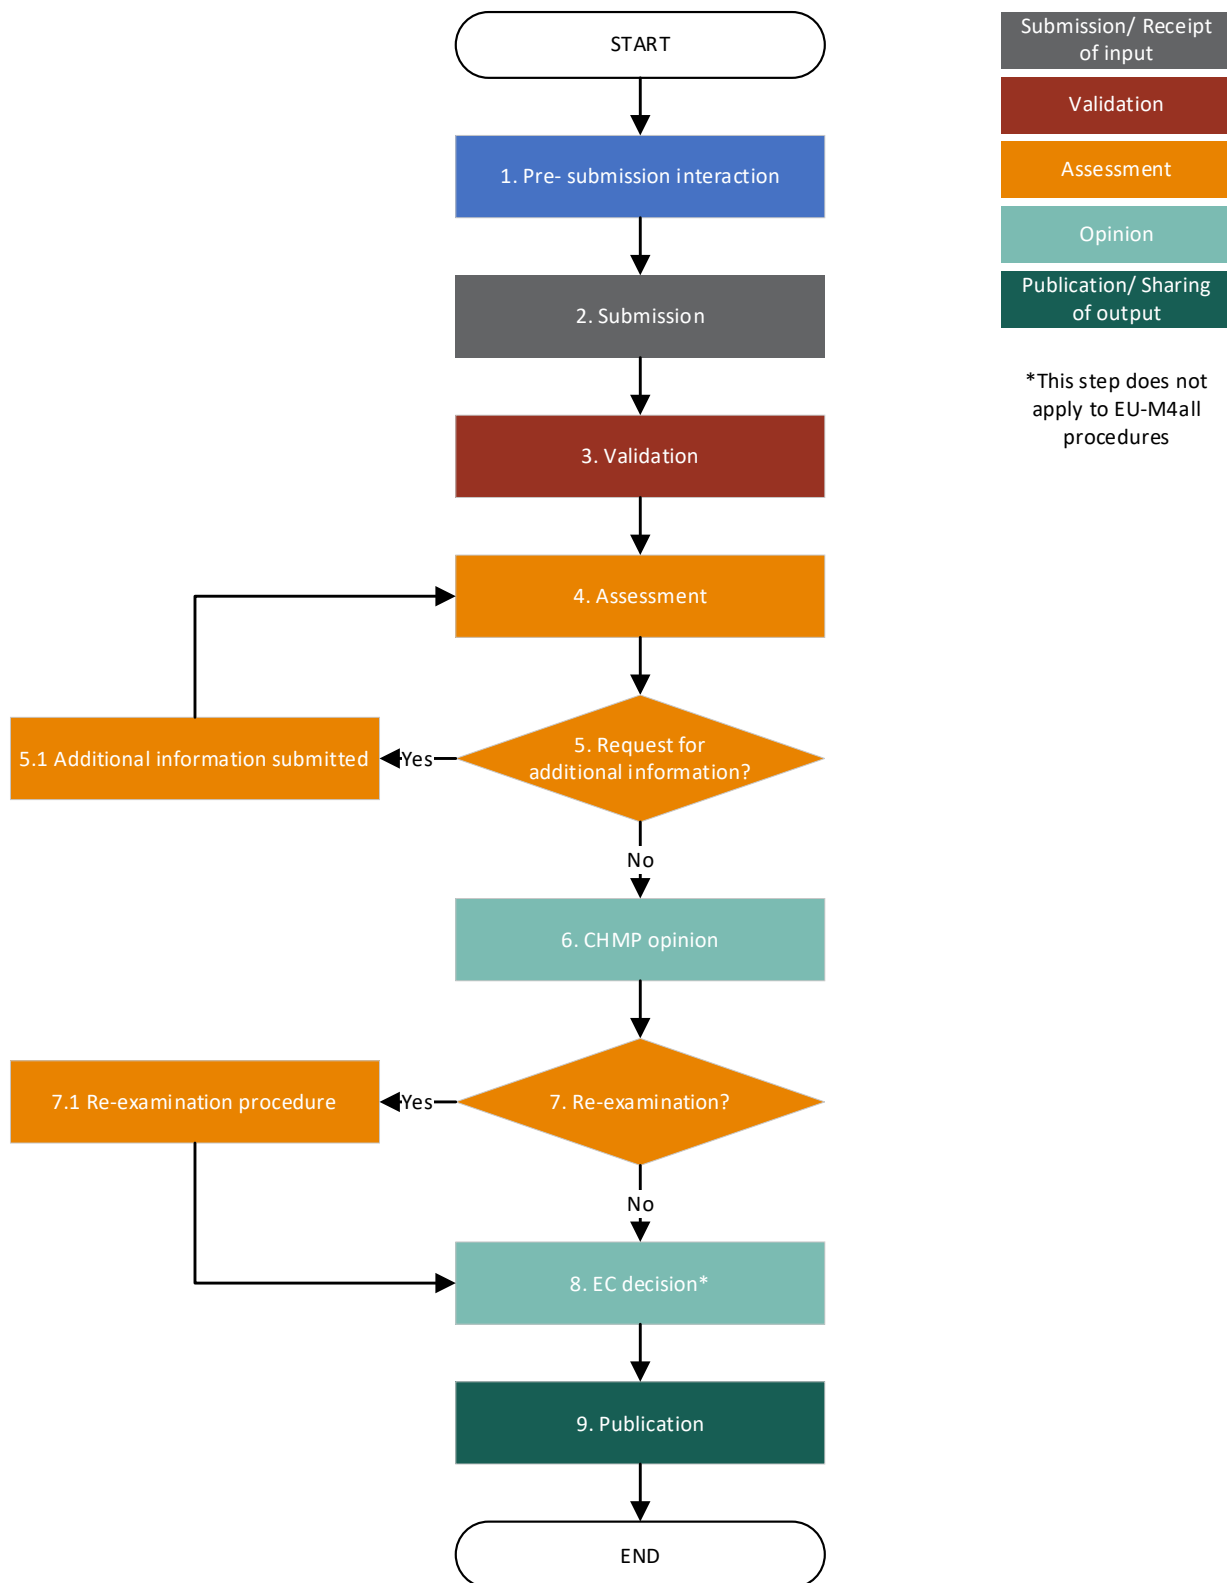 START
1. Pre- submission interaction
2. Submission
3. Validation
4. Assessment
5. Request for
additional information?
Yes
5.1 Additional information submitted
No
6. CHMP opinion
7. Re-examination?
Yes
7.1 Re-examination procedure
No
8. EC decision*
9. Publication
END
Submission/ Receipt
of input
Validation
Assessment
Opinion
Publication/ Sharing
of output
*This step does not
apply to EU-M4all
procedures